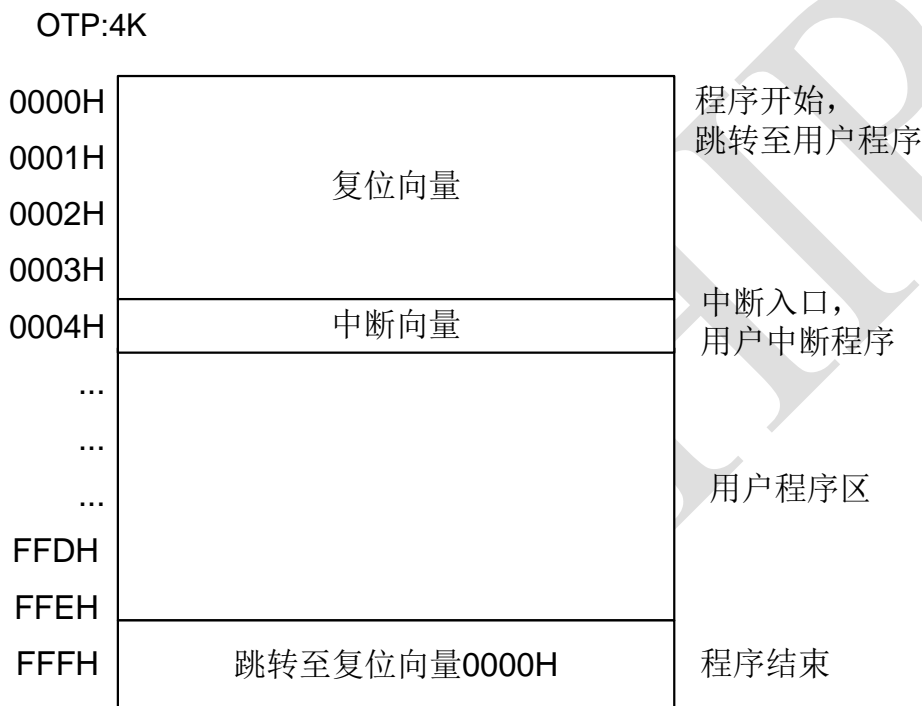 OTP:4K
0000H
程序开始，
跳转至用户程序
0001H
复位向量
0002H
0003H
0004H
中断向量
中断入口，
用户中断程序
...
...
...
用户程序区
FFDH
FFEH
FFFH
跳转至复位向量0000H
程序结束